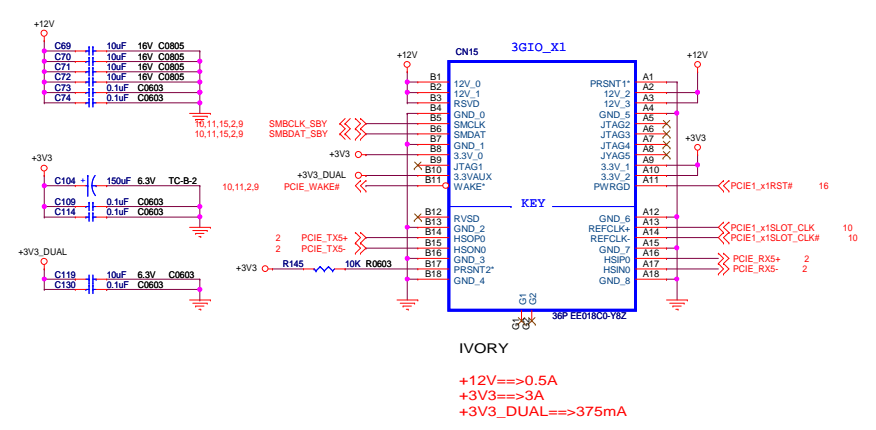 +12V
C69 10uF 16V C0805
C70 10uF 16V C0805
C71 10uF 16V C0805
C72 10uF 16V C0805
C73 0.1uF C0603
C74 0.1uF C0603
+3V3
C104 150uF 6.3V TC-B-2
C109 0.1uF C0603
C114 0.1uF C0603
+3V3_DUAL
C119 10uF 6.3V C0603
C130 0.1uF C0603
+12V
CN15 3GIO_X1
+12V
B1 12V_0 PRSNT1* A1
B2 12V_1 12V_2 A2
B3 RSVD 12V_3 A3
B4 GND_0 GND_5 A4
10,11,15,2,9 SMBCLK_SBY B5 SMCLK JTAG2 A5
10,11,15,2,9 SMBDAT_SBY B6 SMDAT JTAG3 A6
B7 GND_1 JTAG4 A7
+3V3
+3V3 B8 3.3V_0 JYAG5 A8
B9 JTAG1 3.3V_1 A9
+3V3_DUAL B10 3.3VAUX 3.3V_2 A10
10,11,2,9 PCIE_WAKE# B11 WAKE* PWRGD A11 PCIE1_x1RST# 16
KEY
B12 RVSD GND_6 A12
B13 GND_2 REFCLK+ A13 PCIE1_x1SLOT_CLK 10
2 PCIE_TX5+ B14 HSOP0 REFCLK- A14 PCIE1_x1SLOT_CLK# 10
2 PCIE_TX5- B15 HSON0 GND_7 A15
B16 GND_3 HSIP0 A16 PCIE_RX5+ 2
+3V3 R145 10K R0603 B17 PRSNT2* HSIN0 A17 PCIE_RX5- 2
B18 GND_4 GND_8 A18
G1 G2
G1
36P EE018C0-Y8Z
IVORY
+12V==>0.5A
+3V3==>3A
+3V3_DUAL==>375mA